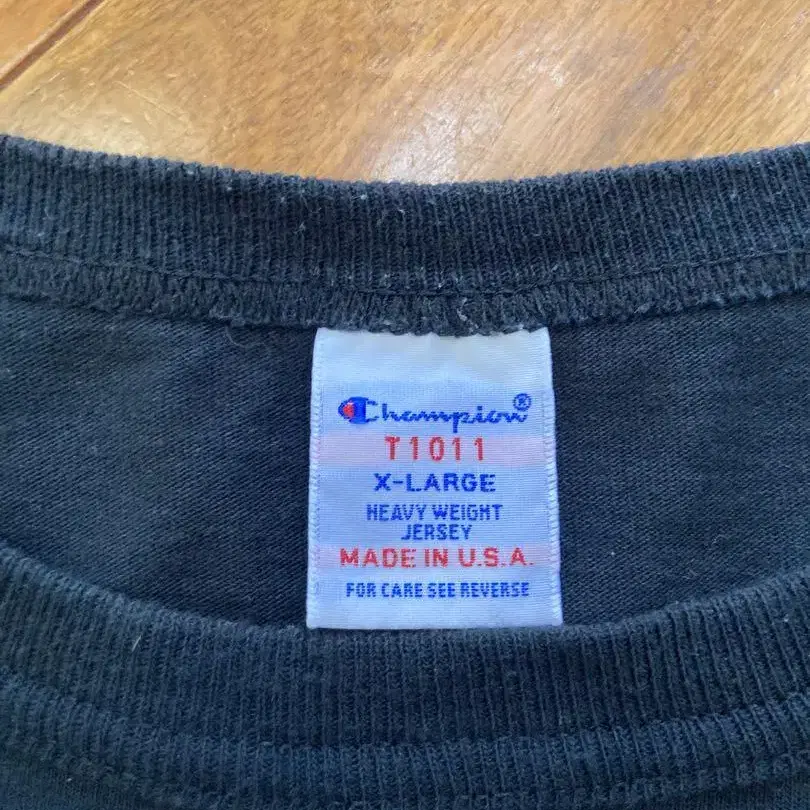 Champion®
T1011
X-LARGE
HEAVY WEIGHT
JERSEY
MADE IN U.S.A.
FOR CARE SEE REVERSE